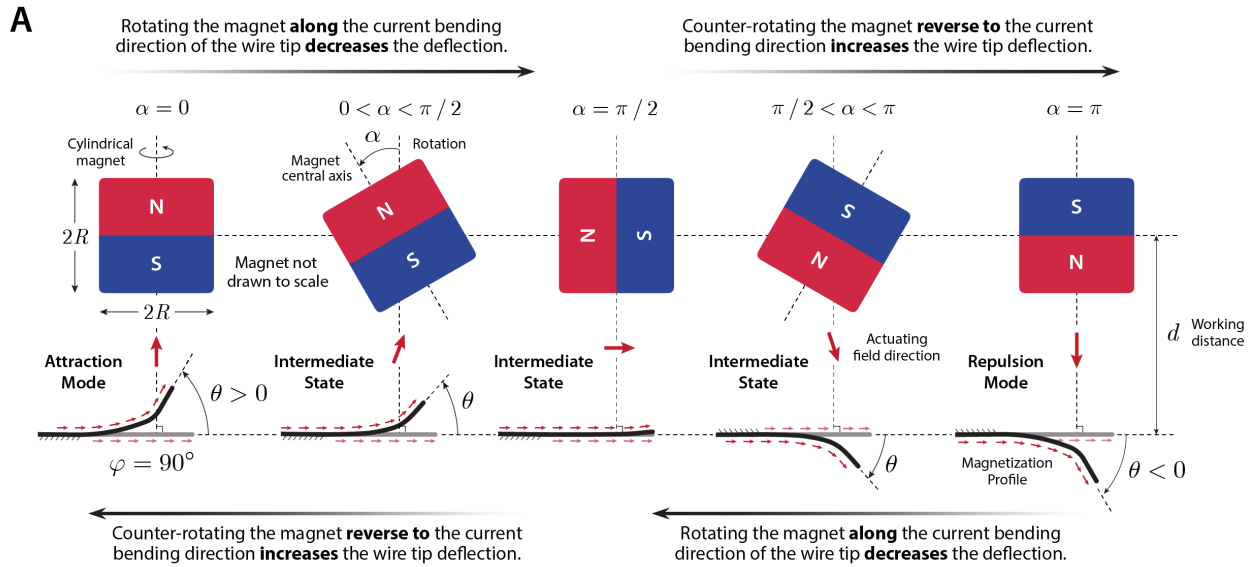 A
Rotating the magnet along the current bending
direction of the wire tip decreases the deflection.
Counter-rotating the magnet reverse to the current
bending direction increases the wire tip deflection.
α = 0
0 < α < π / 2
α = π / 2
π / 2 < α < π
α = π
Cylindrical
magnet
α
Rotation
Magnet
central axis
N
S
2R
2R
Magnet not
drawn to scale
N
S
N
S
S
N
S
N
d
Working
distance
Attraction
Mode
θ > 0
φ = 90°
Intermediate
State
θ
Intermediate
State
Intermediate
State
Actuating
field direction
θ
Repulsion
Mode
Magnetization
Profile
θ < 0
Counter-rotating the magnet reverse to the current
bending direction increases the wire tip deflection.
Rotating the magnet along the current bending
direction of the wire tip decreases the deflection.